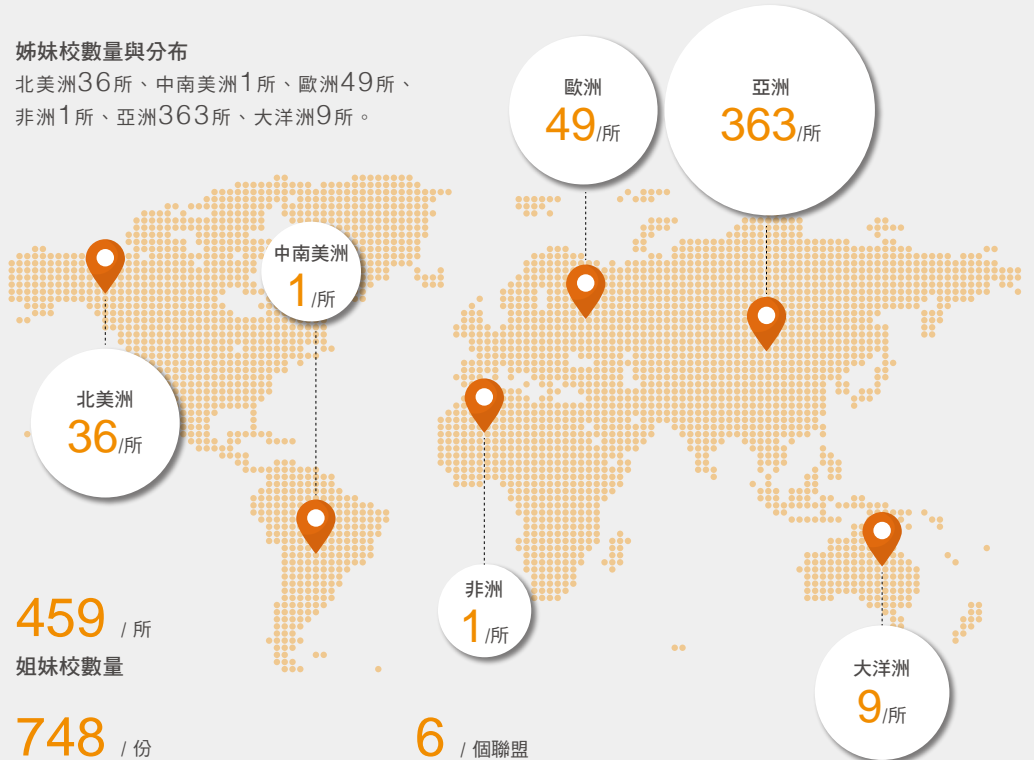 姊妹校數量與分布
北美洲36所、中南美洲1所、歐洲49所、
非洲1所、亞洲363所、大洋洲9所。
歐洲
49/所
亞洲
363/所
中南美洲
1/所
北美洲
36/所
非洲
1/所
大洋洲
9/所
459 / 所
姐妹校數量
748 / 份
6 / 個聯盟